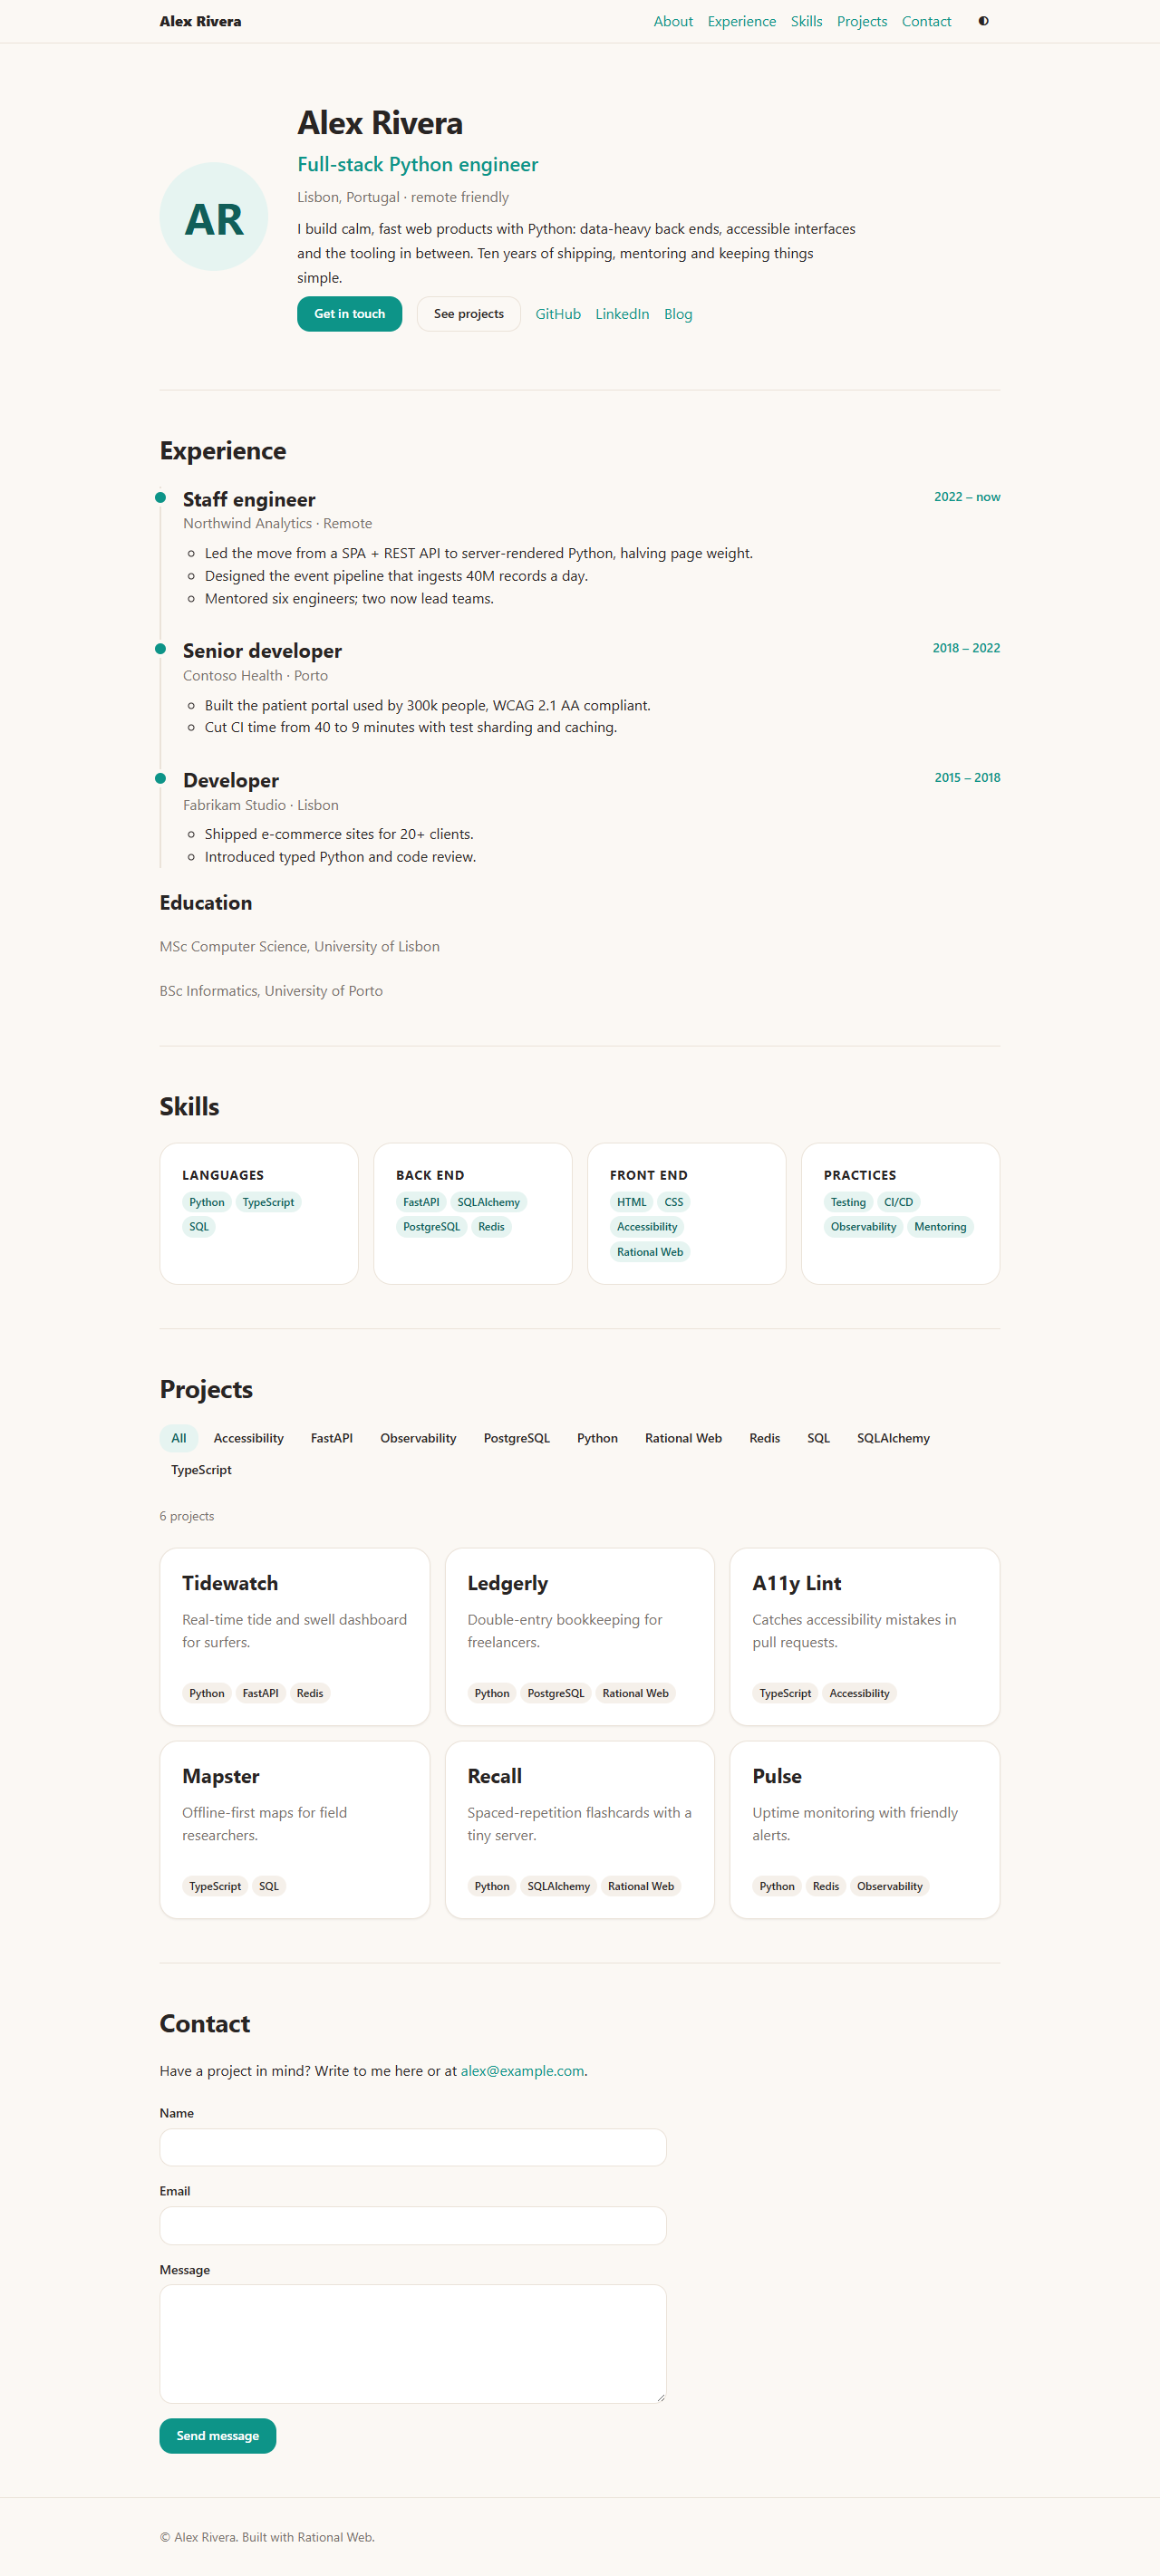 Alex Rivera
About Experience Skills Projects Contact
AR
Alex Rivera
Full-stack Python engineer
Lisbon, Portugal · remote friendly
I build calm, fast web products with Python: data-heavy back ends, accessible interfaces
and the tooling in between. Ten years of shipping, mentoring and keeping things
simple.
Get in touch See projects GitHub LinkedIn Blog
Experience
Staff engineer 2022 – now
Northwind Analytics · Remote
Led the move from a SPA + REST API to server-rendered Python, halving page weight.
Designed the event pipeline that ingests 40M records a day.
Mentored six engineers; two now lead teams.
Senior developer 2018 – 2022
Contoso Health · Porto
Built the patient portal used by 300k people, WCAG 2.1 AA compliant.
Cut CI time from 40 to 9 minutes with test sharding and caching.
Developer 2015 – 2018
Fabrikam Studio · Lisbon
Shipped e-commerce sites for 20+ clients.
Introduced typed Python and code review.
Education
MSc Computer Science, University of Lisbon
BSc Informatics, University of Porto
Skills
LANGUAGES
Python TypeScript
SQL
BACK END
FastAPI SQLAlchemy
PostgreSQL Redis
FRONT END
HTML CSS
Accessibility
Rational Web
PRACTICES
Testing CI/CD
Observability Mentoring
Projects
All Accessibility FastAPI Observability PostgreSQL Python Rational Web Redis SQL SQLAlchemy
TypeScript
6 projects
Tidewatch
Real-time tide and swell dashboard
for surfers.
Python FastAPI Redis
Ledgerly
Double-entry bookkeeping for
freelancers.
Python PostgreSQL Rational Web
A11y Lint
Catches accessibility mistakes in
pull requests.
TypeScript Accessibility
Mapster
Offline-first maps for field
researchers.
TypeScript SQL
Recall
Spaced-repetition flashcards with a
tiny server.
Python SQLAlchemy Rational Web
Pulse
Uptime monitoring with friendly
alerts.
Python Redis Observability
Contact
Have a project in mind? Write to me here or at alex@example.com.
Name
Email
Message
Send message
© Alex Rivera. Built with Rational Web.